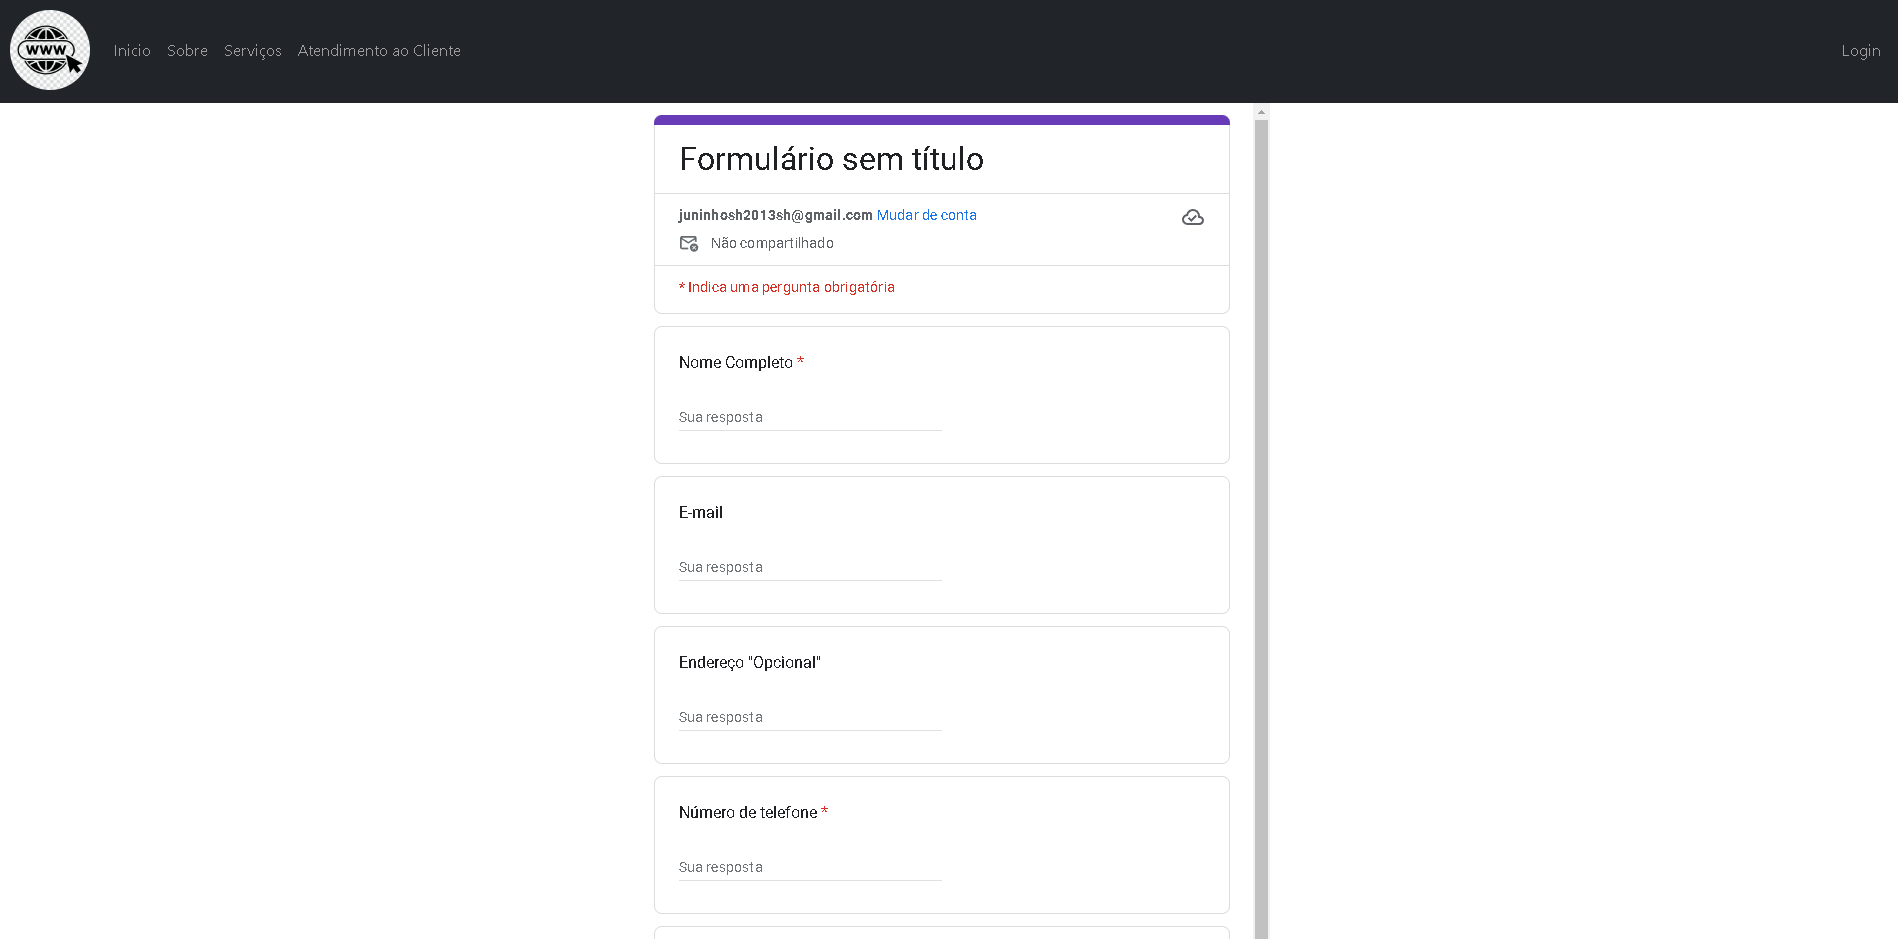 www
Inicio Sobre Serviços Atendimento ao Cliente Login
Formulário sem título
juninhosh2013sh@gmail.com Mudar de conta
Não compartilhado
* Indica uma pergunta obrigatória
Nome Completo *
Sua resposta
E-mail
Sua resposta
Endereço "Opcional"
Sua resposta
Número de telefone *
Sua resposta